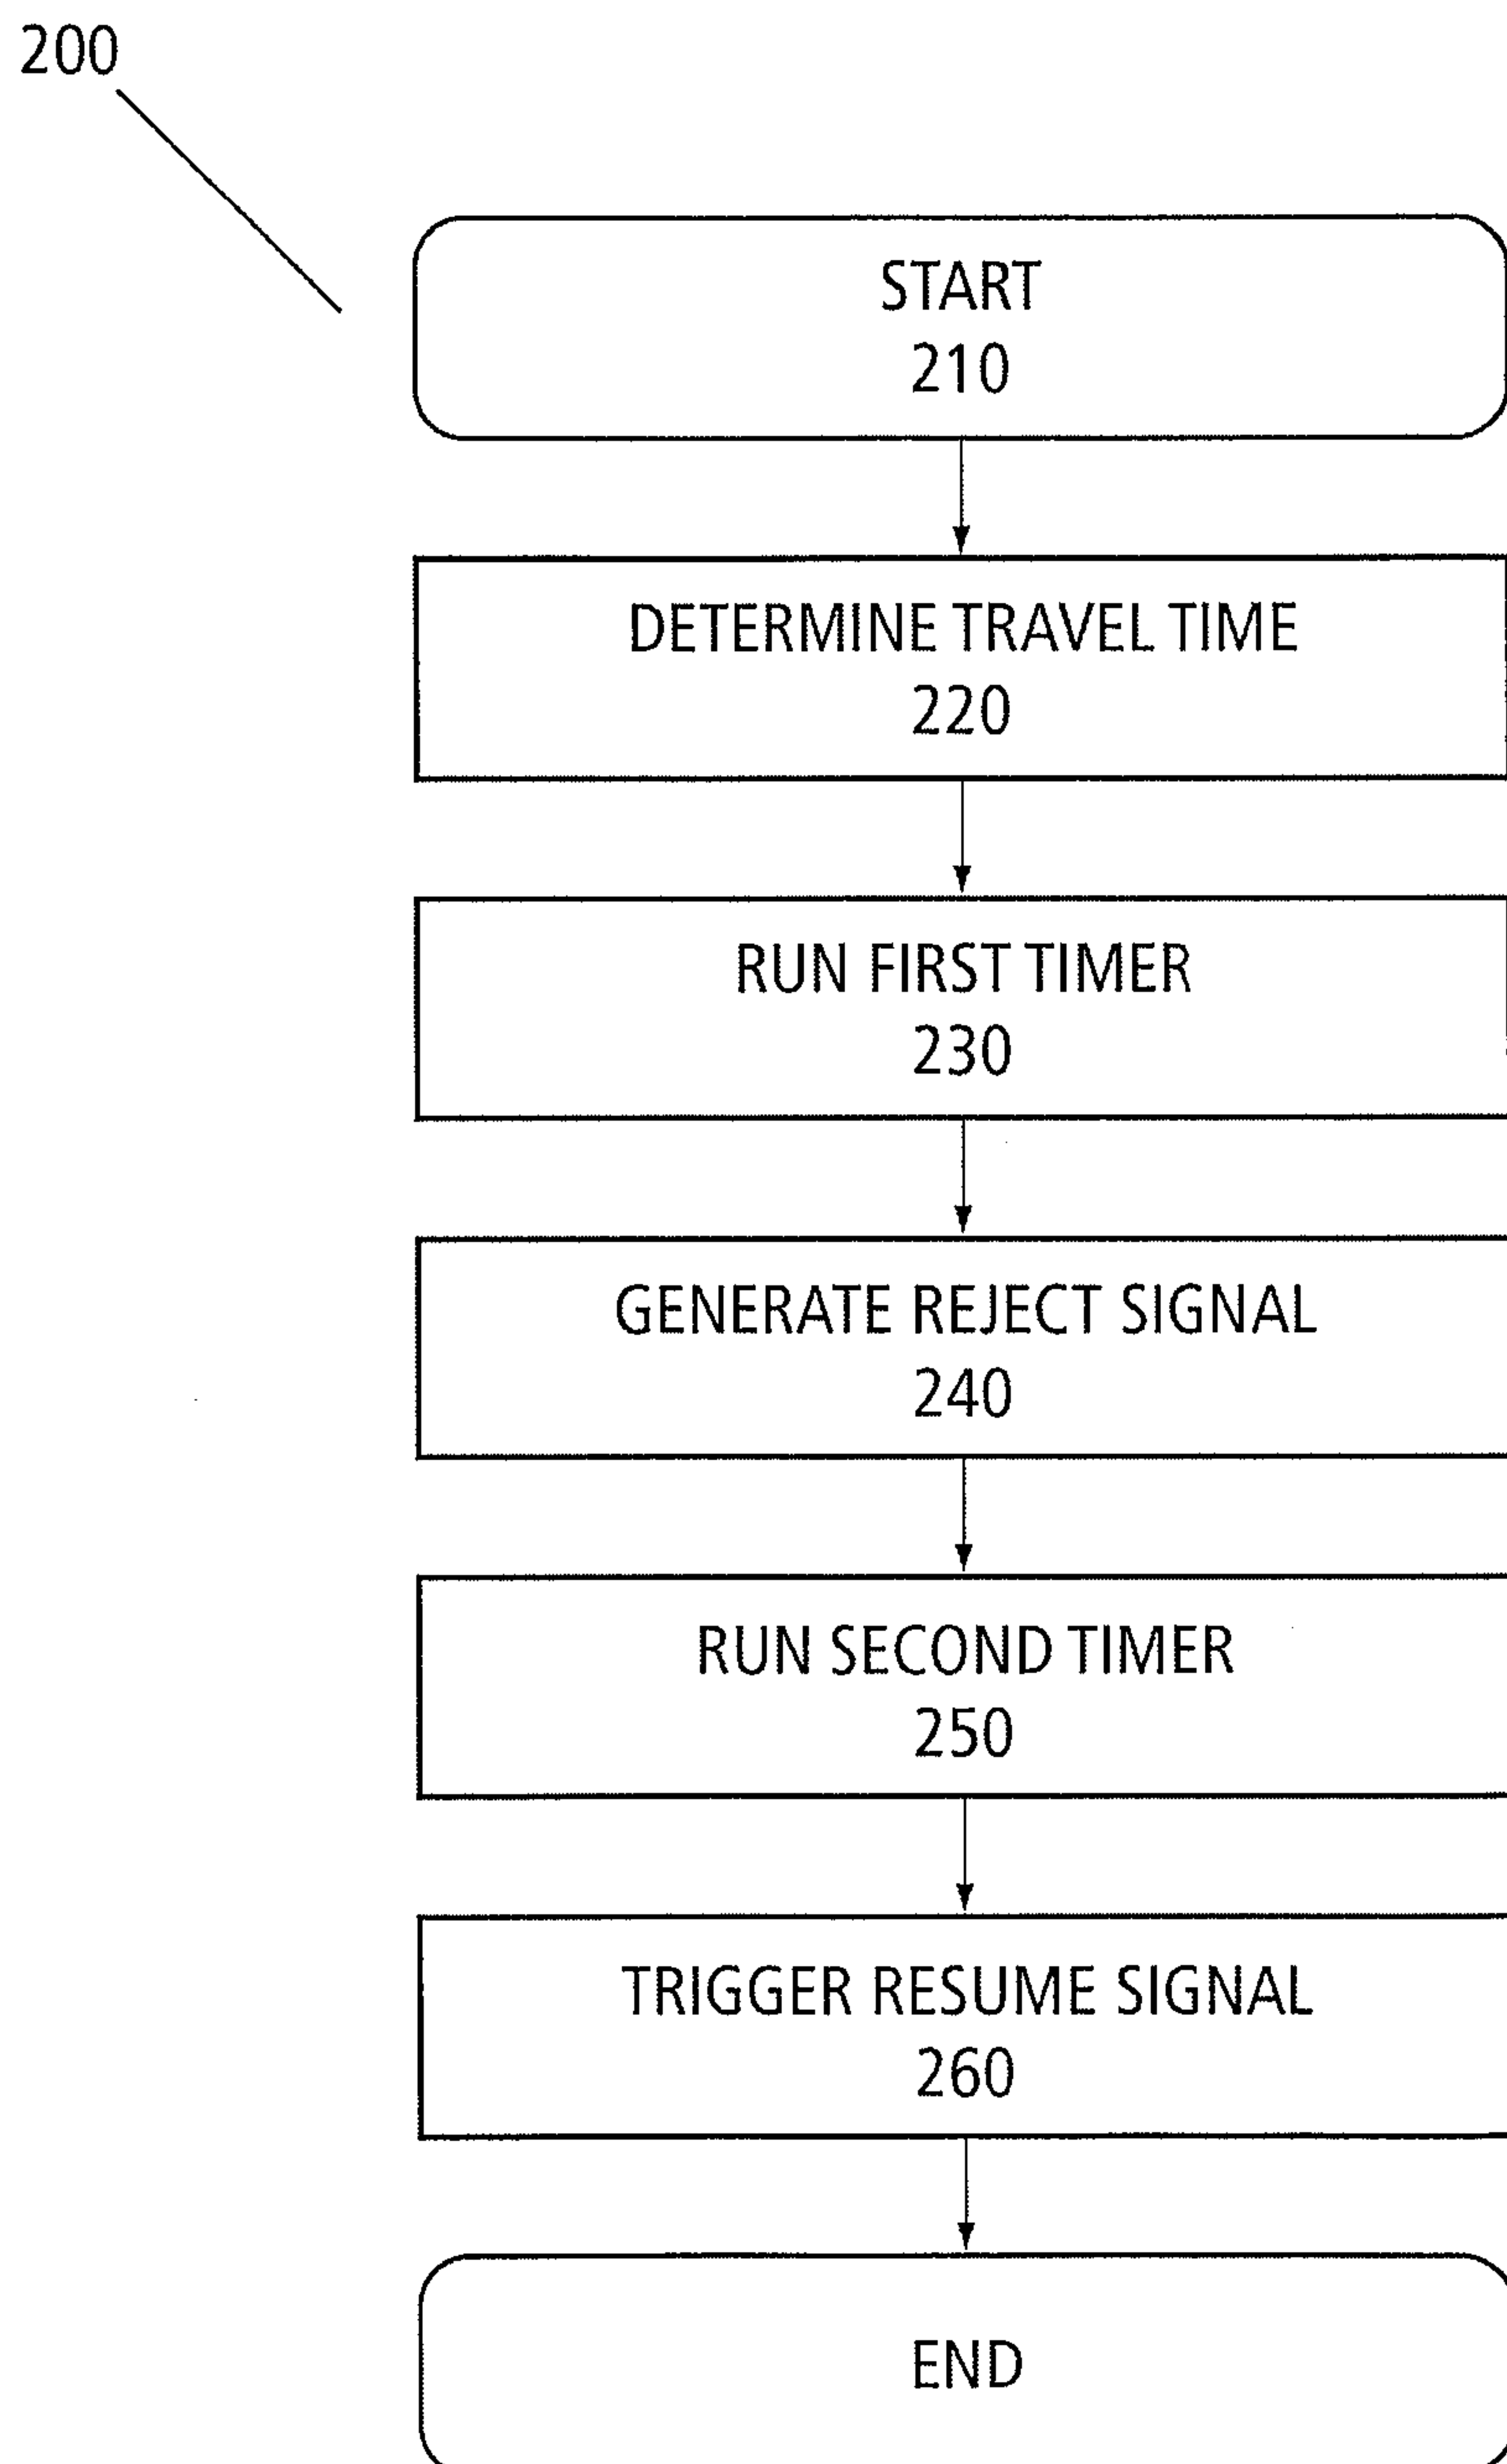 200
START
210
DETERMINE TRAVEL TIME
220
RUN FIRST TIMER
230
GENERATE REJECT SIGNAL
240
RUN SECOND TIMER
250
TRIGGER RESUME SIGNAL
260
END